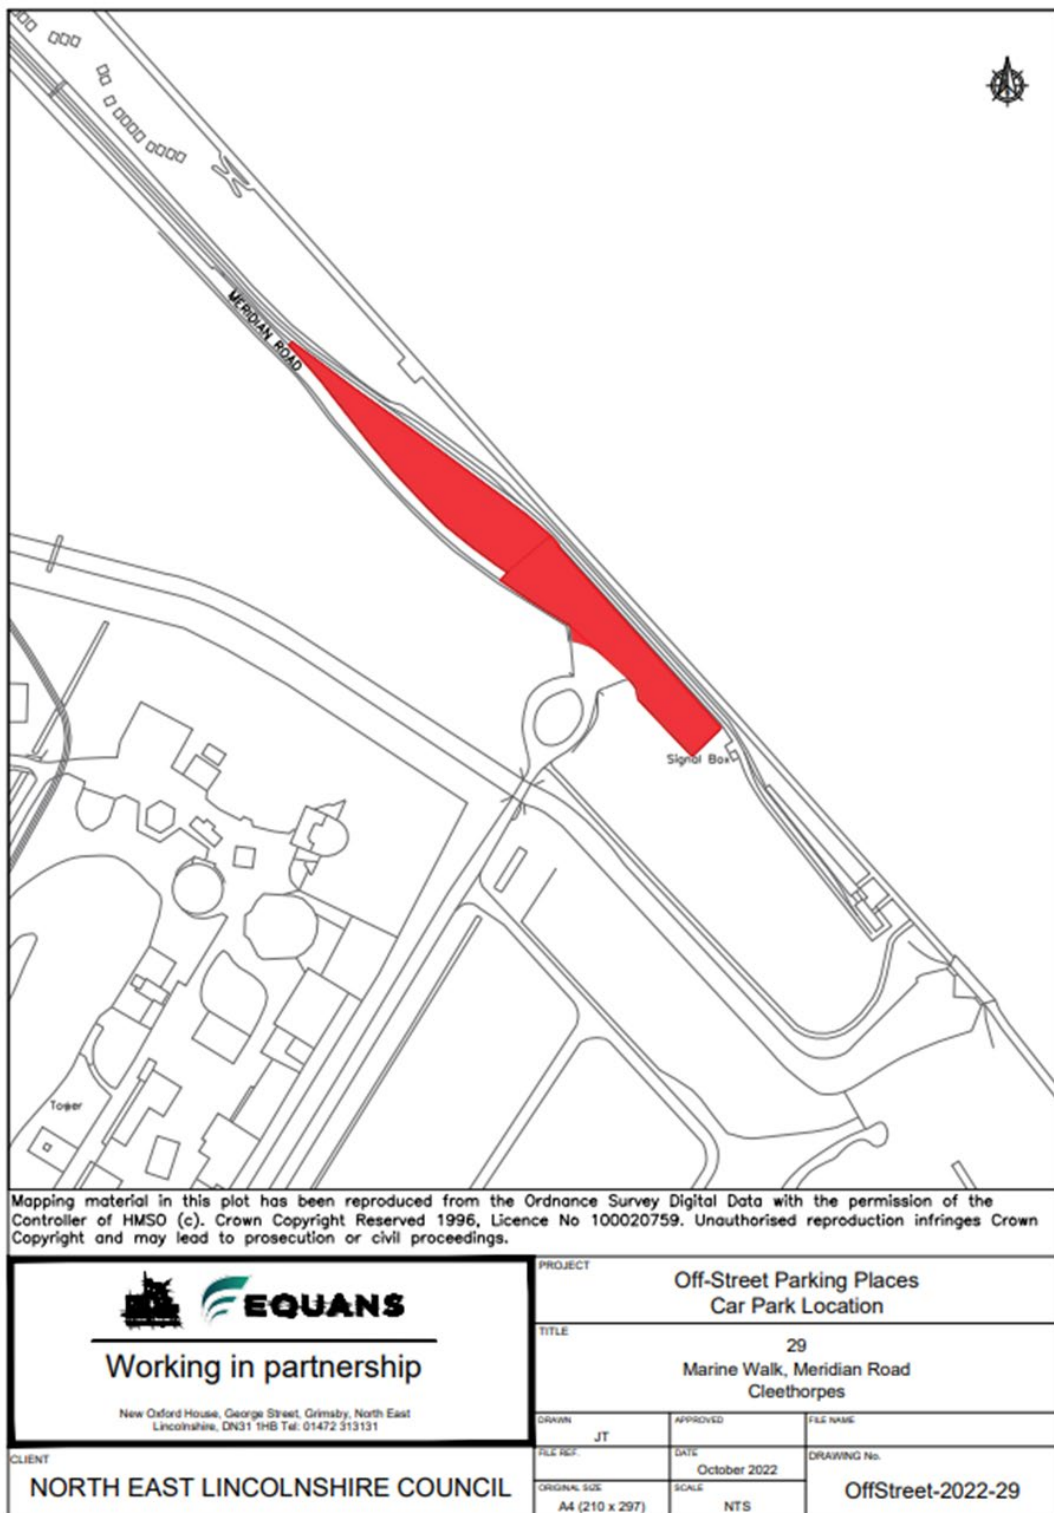 MERIDIAN ROAD
Signal Box
Tower
Mapping material in this plot has been reproduced from the Ordnance Survey Digital Data with the permission of the
Controller of HMSO (c). Crown Copyright Reserved 1996, Licence No 100020759. Unauthorised reproduction infringes Crown
Copyright and may lead to prosecution or civil proceedings.
EQUANS
Working in partnership
New Oxford House, George Street, Grimsby, North East
Lincolnshire, DN31 1HB Tel: 01472 313131
CLIENT
NORTH EAST LINCOLNSHIRE COUNCIL
PROJECT
Off-Street Parking Places
Car Park Location
TITLE
29
Marine Walk, Meridian Road
Cleethorpes
DRAWN
JT
APPROVED
FILE NAME
FILE REF.
DATE
October 2022
DRAWING No.
OffStreet-2022-29
ORIGINAL SIZE
A4 (210 x 297)
SCALE
NTS